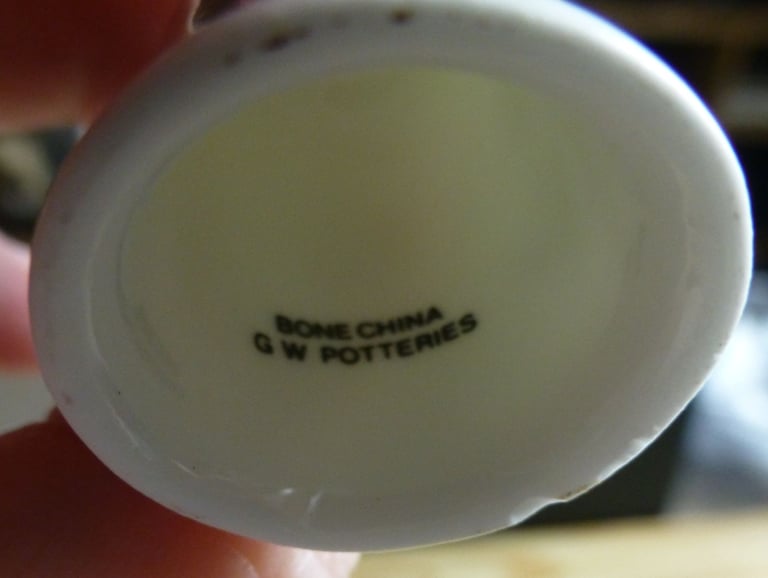 BONE CHINA
G W POTTERIES